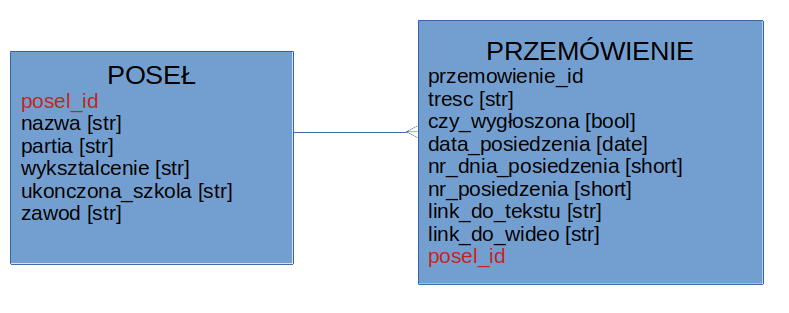 POSEŁ
posel_id
nazwa [str]
partia [str]
wyksztalcenie [str]
ukonczona_szkola [str]
zawod [str]
PRZEMÓWIENIE
przemowienie_id
tresc [str]
czy_wygłoszona [bool]
data_posiedzenia [date]
nr_dnia_posiedzenia [short]
nr_posiedzenia [short]
link_do_tekstu [str]
link_do_wideo [str]
posel_id